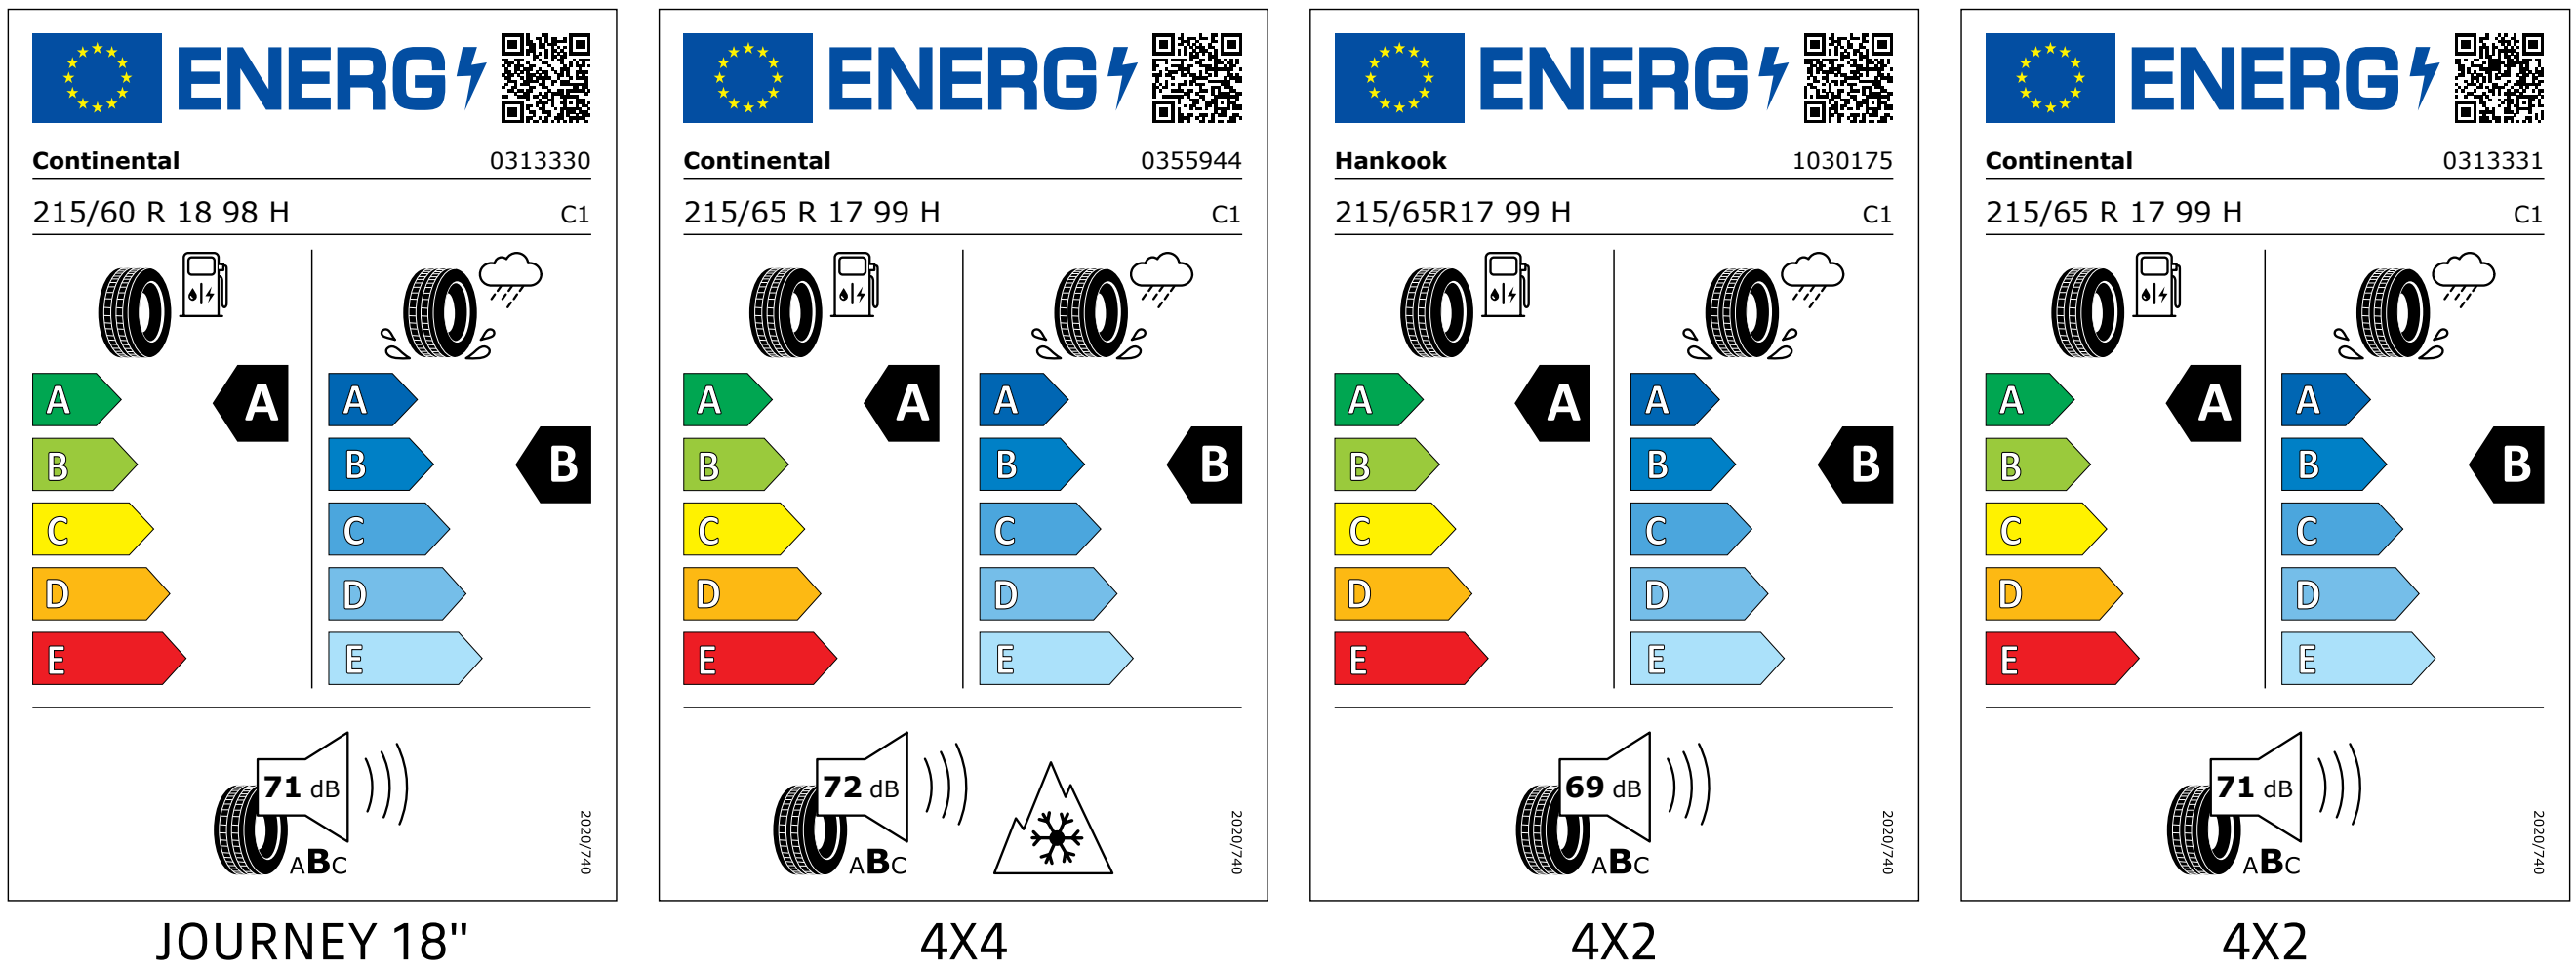 ENERG
Continental 0313330
215/60 R 18 98 H C1
A A A
B B B
C C
D D
E E
71 dB
ABC
2020/740
JOURNEY 18"
ENERG
Continental 0355944
215/65 R 17 99 H C1
A A A
B B B
C C
D D
E E
72 dB
ABC
2020/740
4X4
ENERG
Hankook 1030175
215/65R17 99 H C1
A A A
B B B
C C
D D
E E
69 dB
ABC
2020/740
4X2
ENERG
Continental 0313331
215/65 R 17 99 H C1
A A A
B B B
C C
D D
E E
71 dB
ABC
2020/740
4X2